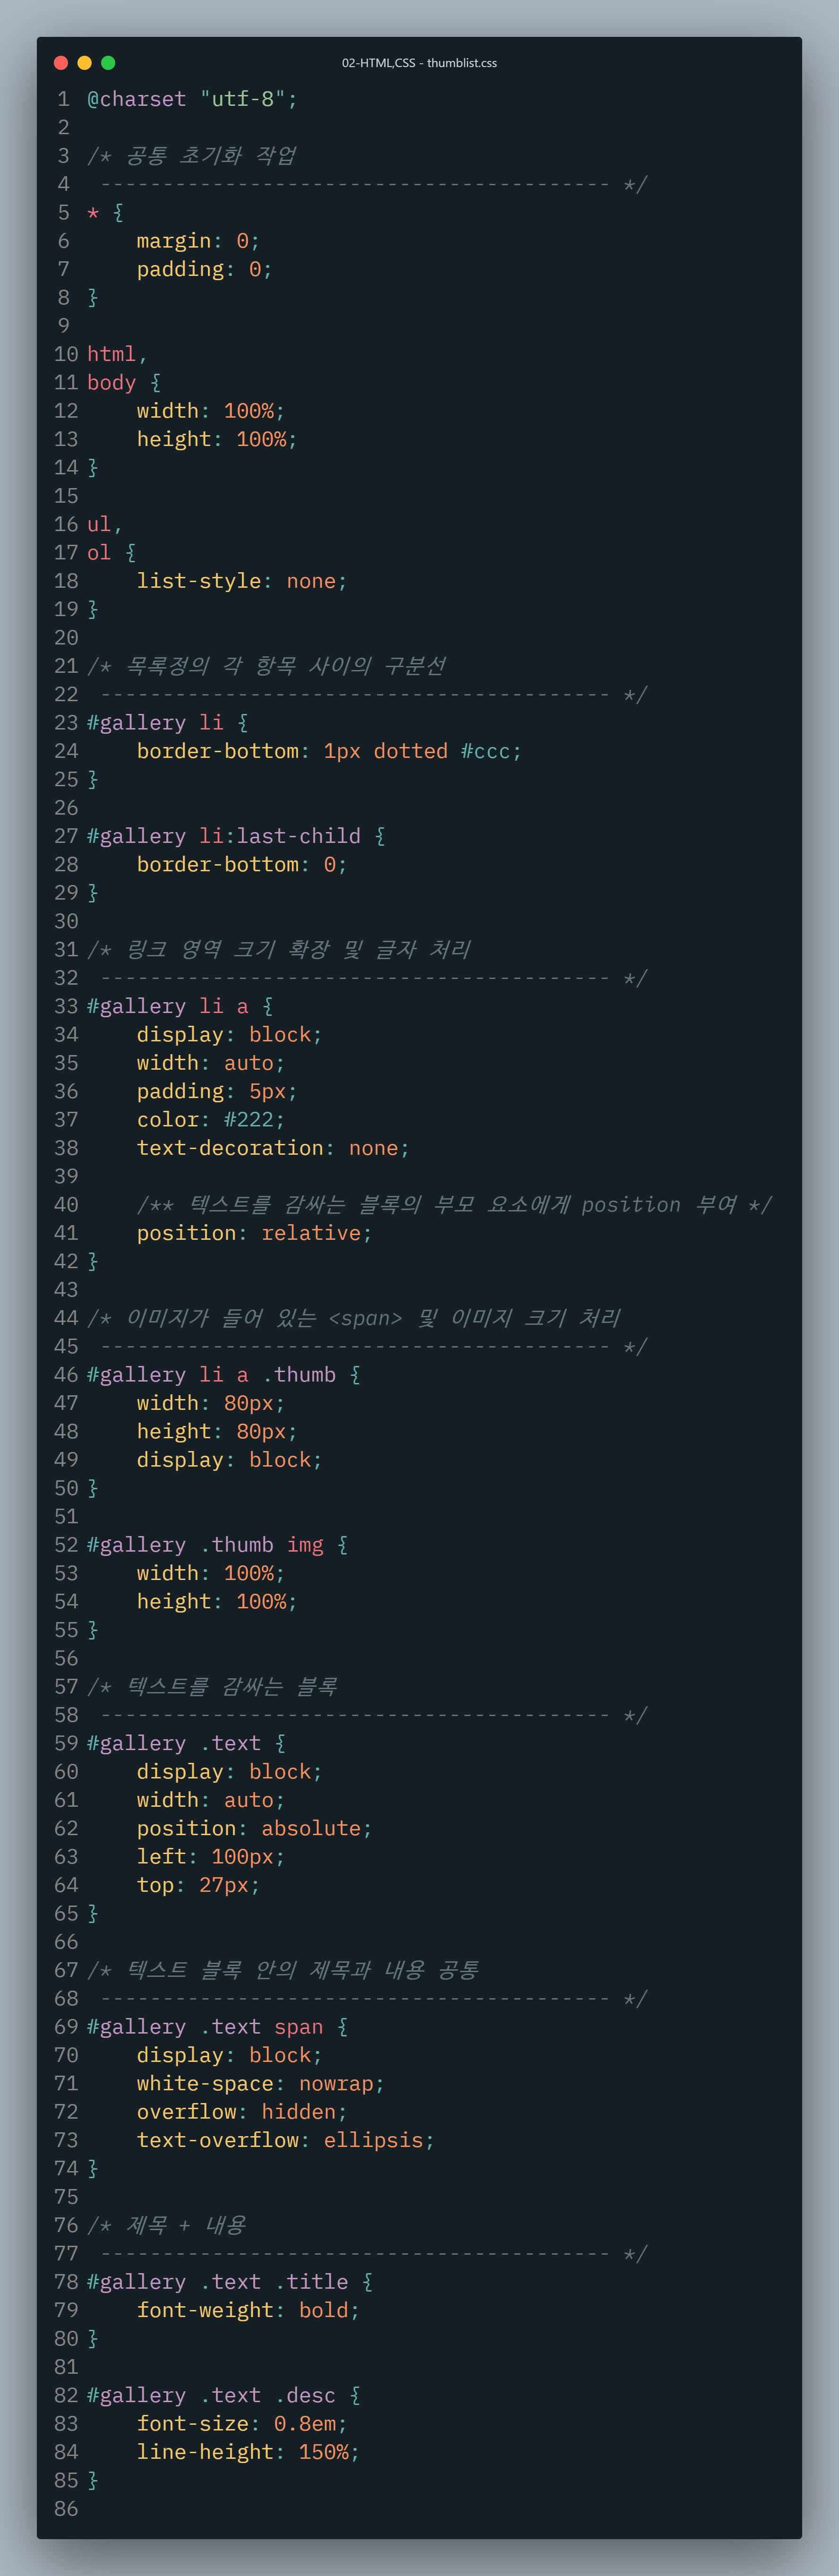 02-HTML,CSS - thumblist.css
1 @charset "utf-8";
2
3 /* 공통 초기화 작업
4  ----------------------------------------- */
5 * {
6     margin: 0;
7     padding: 0;
8 }
9
10 html,
11 body {
12     width: 100%;
13     height: 100%;
14 }
15
16 ul,
17 ol {
18     list-style: none;
19 }
20
21 /* 목록정의 각 항목 사이의 구분선
22  ----------------------------------------- */
23 #gallery li {
24     border-bottom: 1px dotted #ccc;
25 }
26
27 #gallery li:last-child {
28     border-bottom: 0;
29 }
30
31 /* 링크 영역 크기 확장 및 글자 처리
32  ----------------------------------------- */
33 #gallery li a {
34     display: block;
35     width: auto;
36     padding: 5px;
37     color: #222;
38     text-decoration: none;
39
40     /** 텍스트를 감싸는 블록의 부모 요소에게 position 부여 */
41     position: relative;
42 }
43
44 /* 이미지가 들어 있는 <span> 및 이미지 크기 처리
45  ----------------------------------------- */
46 #gallery li a .thumb {
47     width: 80px;
48     height: 80px;
49     display: block;
50 }
51
52 #gallery .thumb img {
53     width: 100%;
54     height: 100%;
55 }
56
57 /* 텍스트를 감싸는 블록
58  ----------------------------------------- */
59 #gallery .text {
60     display: block;
61     width: auto;
62     position: absolute;
63     left: 100px;
64     top: 27px;
65 }
66
67 /* 텍스트 블록 안의 제목과 내용 공통
68  ----------------------------------------- */
69 #gallery .text span {
70     display: block;
71     white-space: nowrap;
72     overflow: hidden;
73     text-overflow: ellipsis;
74 }
75
76 /* 제목 + 내용
77  ----------------------------------------- */
78 #gallery .text .title {
79     font-weight: bold;
80 }
81
82 #gallery .text .desc {
83     font-size: 0.8em;
84     line-height: 150%;
85 }
86